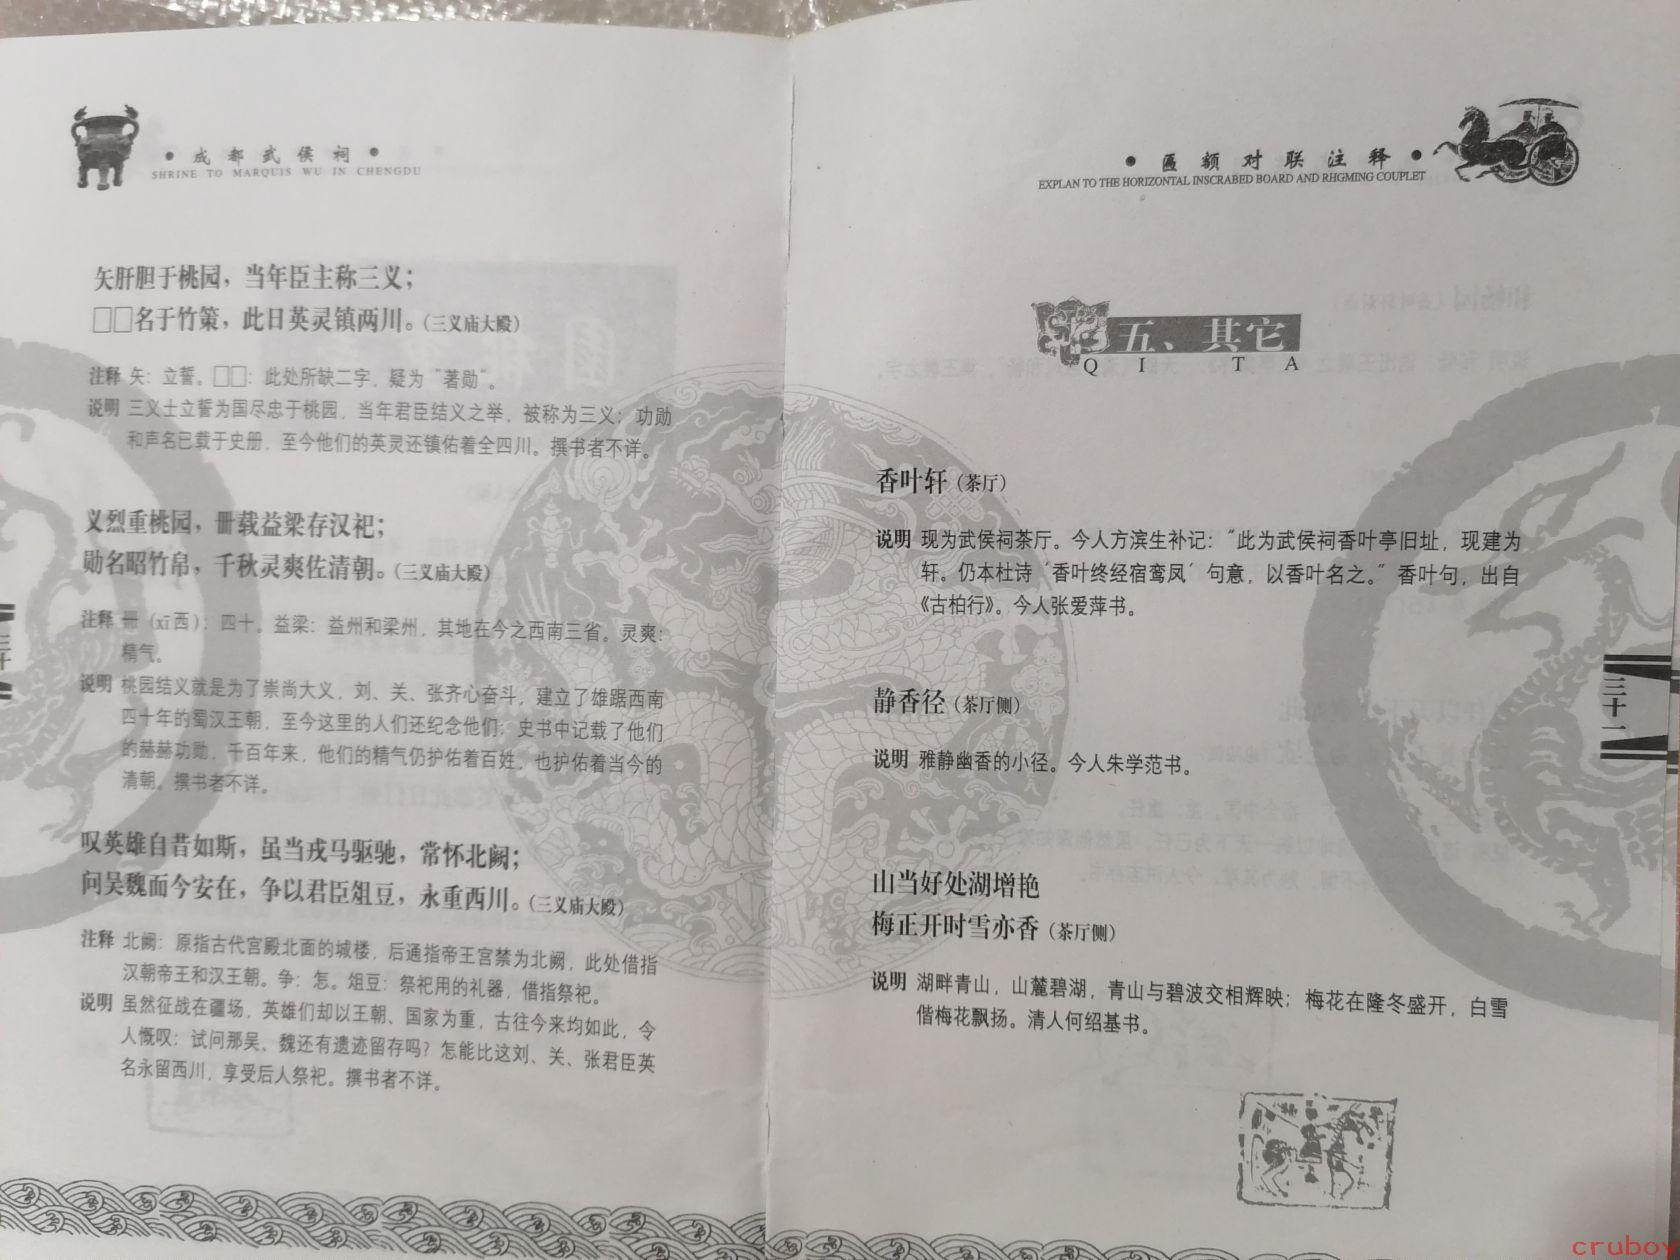 成都武侯祠
SHRINE TO MARQUIS WU IN CHENGDU
矢肝胆于桃园，当年臣主称三义；
□□名于竹策，此日英灵镇两川。（三义庙大殿）
注释 矢：立誓。□□：此处所缺二字，疑为“著勋”。
说明 三义士立誓为国尽忠于桃园，当年君臣结义之举，被称为三义；功勋
和声名已载于史册，至今他们的英灵还镇佑着全四川。撰书者不详。
义烈重桃园，卌载益梁存汉祀；
勋名昭竹帛，千秋灵爽佐清朝。（三义庙大殿）
注释 卌（xī西）：四十。益梁：益州和梁州，其地在今之西南三省。灵爽：
精气。
说明 桃园结义就是为了崇尚大义，刘、关、张齐心奋斗，建立了雄踞西南
四十年的蜀汉王朝，至今这里的人们还纪念他们；史书中记载了他们
的赫赫功勋，千百年来，他们的精气仍护佑着百姓，也护佑着当今的
清朝。撰书者不详。
叹英雄自昔如斯，虽当戎马驱驰，常怀北阙；
问吴魏而今安在，争以君臣俎豆，永重西川。（三义庙大殿）
注释 北阙：原指古代宫殿北面的城楼，后通指帝王宫禁为北阙，此处借指
汉朝帝王和汉王朝。争：怎。俎豆：祭祀用的礼器，借指祭祀。
说明 虽然征战在疆场，英雄们却以王朝、国家为重，古往今来均如此，令
人慨叹；试问那吴、魏还有遗迹留存吗？怎能比这刘、关、张君臣英
名永留西川，享受后人祭祀。撰书者不详。
三十
匾额对联注释
EXPLAN TO THE HORIZONTAL INSCRABED BOARD AND RHGMING COUPLET
五、其它
QI TA
香叶轩（茶厅）
说明 现为武侯祠茶厅。今人方滨生补记：“此为武侯祠香叶亭旧址，现建为
轩。仍本杜诗‘香叶终经宿鸾凤’句意，以香叶名之。”香叶句，出自
《古柏行》。今人张爱萍书。
静香径（茶厅侧）
说明 雅静幽香的小径。今人朱学范书。
山当好处湖增艳
梅正开时雪亦香（茶厅侧）
说明 湖畔青山，山麓碧湖，青山与碧波交相辉映；梅花在隆冬盛开，白雪
偕梅花飘扬。清人何绍基书。
三十一
cruboy